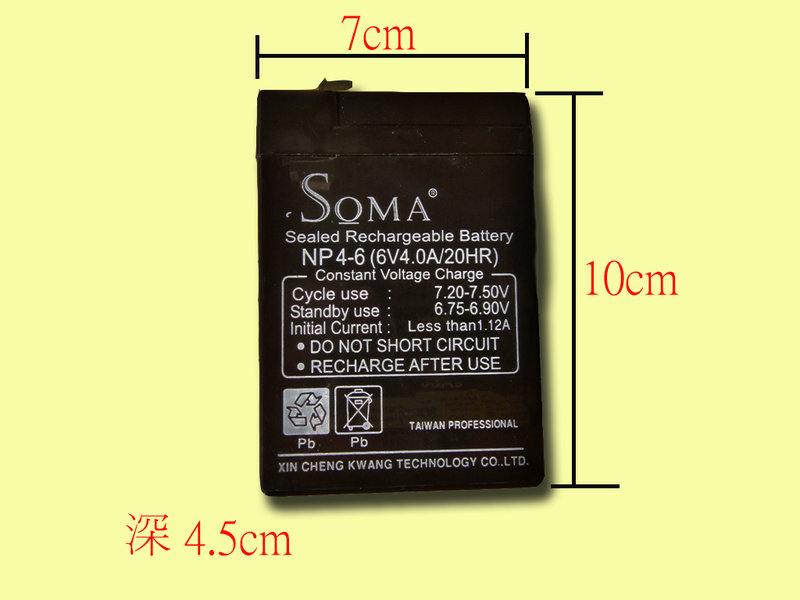 7cm
SOMA®
Sealed Rechargeable Battery
NP 4-6 (6V4.0A/20HR)
Constant Voltage Charge
Cycle use : 7.20-7.50V
Standby use : 6.75-6.90V
Initial Current : Less than1.12A
• DO NOT SHORT CIRCUIT
• RECHARGE AFTER USE
10cm
Pb
Pb
TAIWAN PROFESSIONAL
XIN CHENG KWANG TECHNOLOGY CO.,LTD.
深 4.5cm